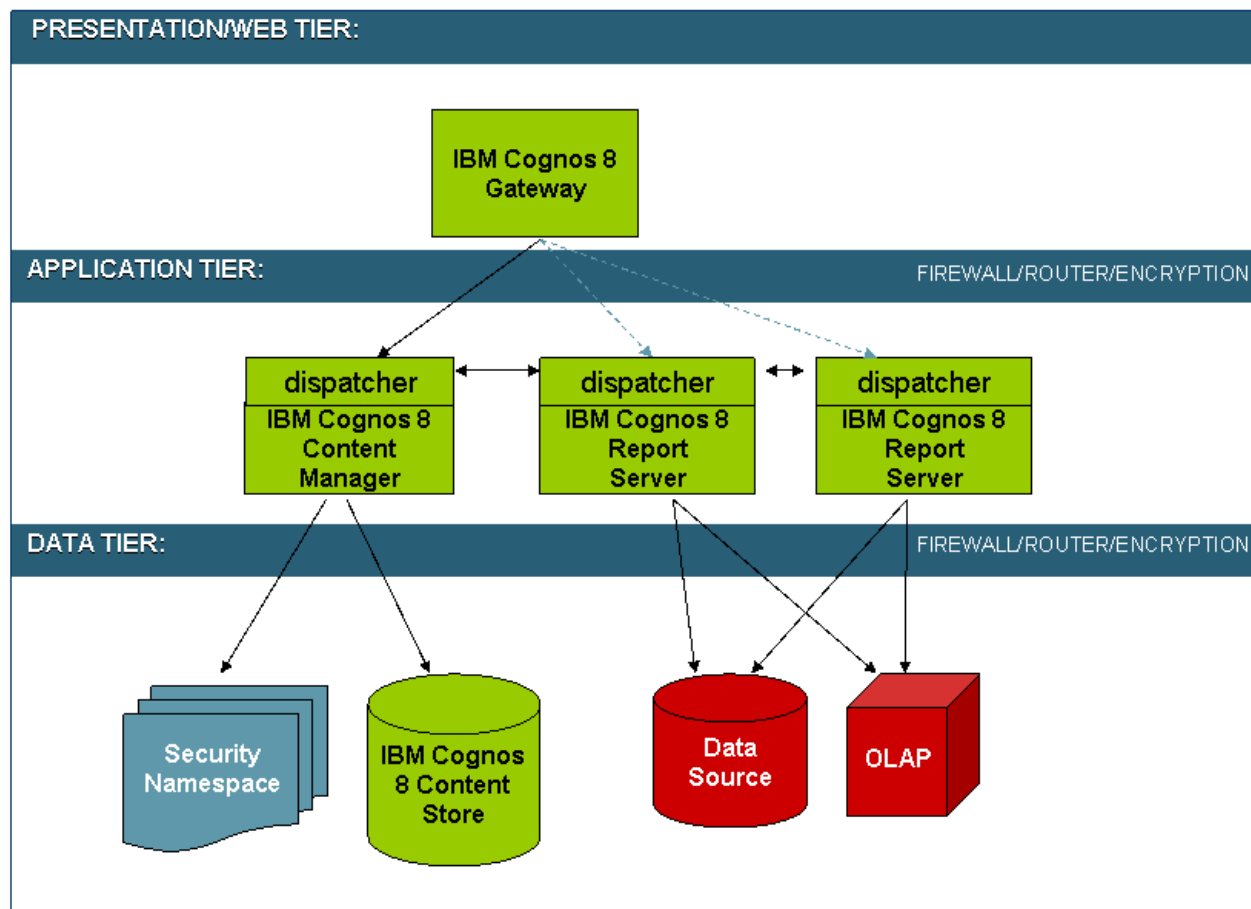 PRESENTATION/WEB TIER:
IBM Cognos 8
Gateway
APPLICATION TIER:
FIREWALL/ROUTER/ENCRYPTION
dispatcher
IBM Cognos 8
Content
Manager
dispatcher
IBM Cognos 8
Report
Server
dispatcher
IBM Cognos 8
Report
Server
DATA TIER:
FIREWALL/ROUTER/ENCRYPTION
Security
Namespace
IBM Cognos
8 Content
Store
Data
Source
OLAP